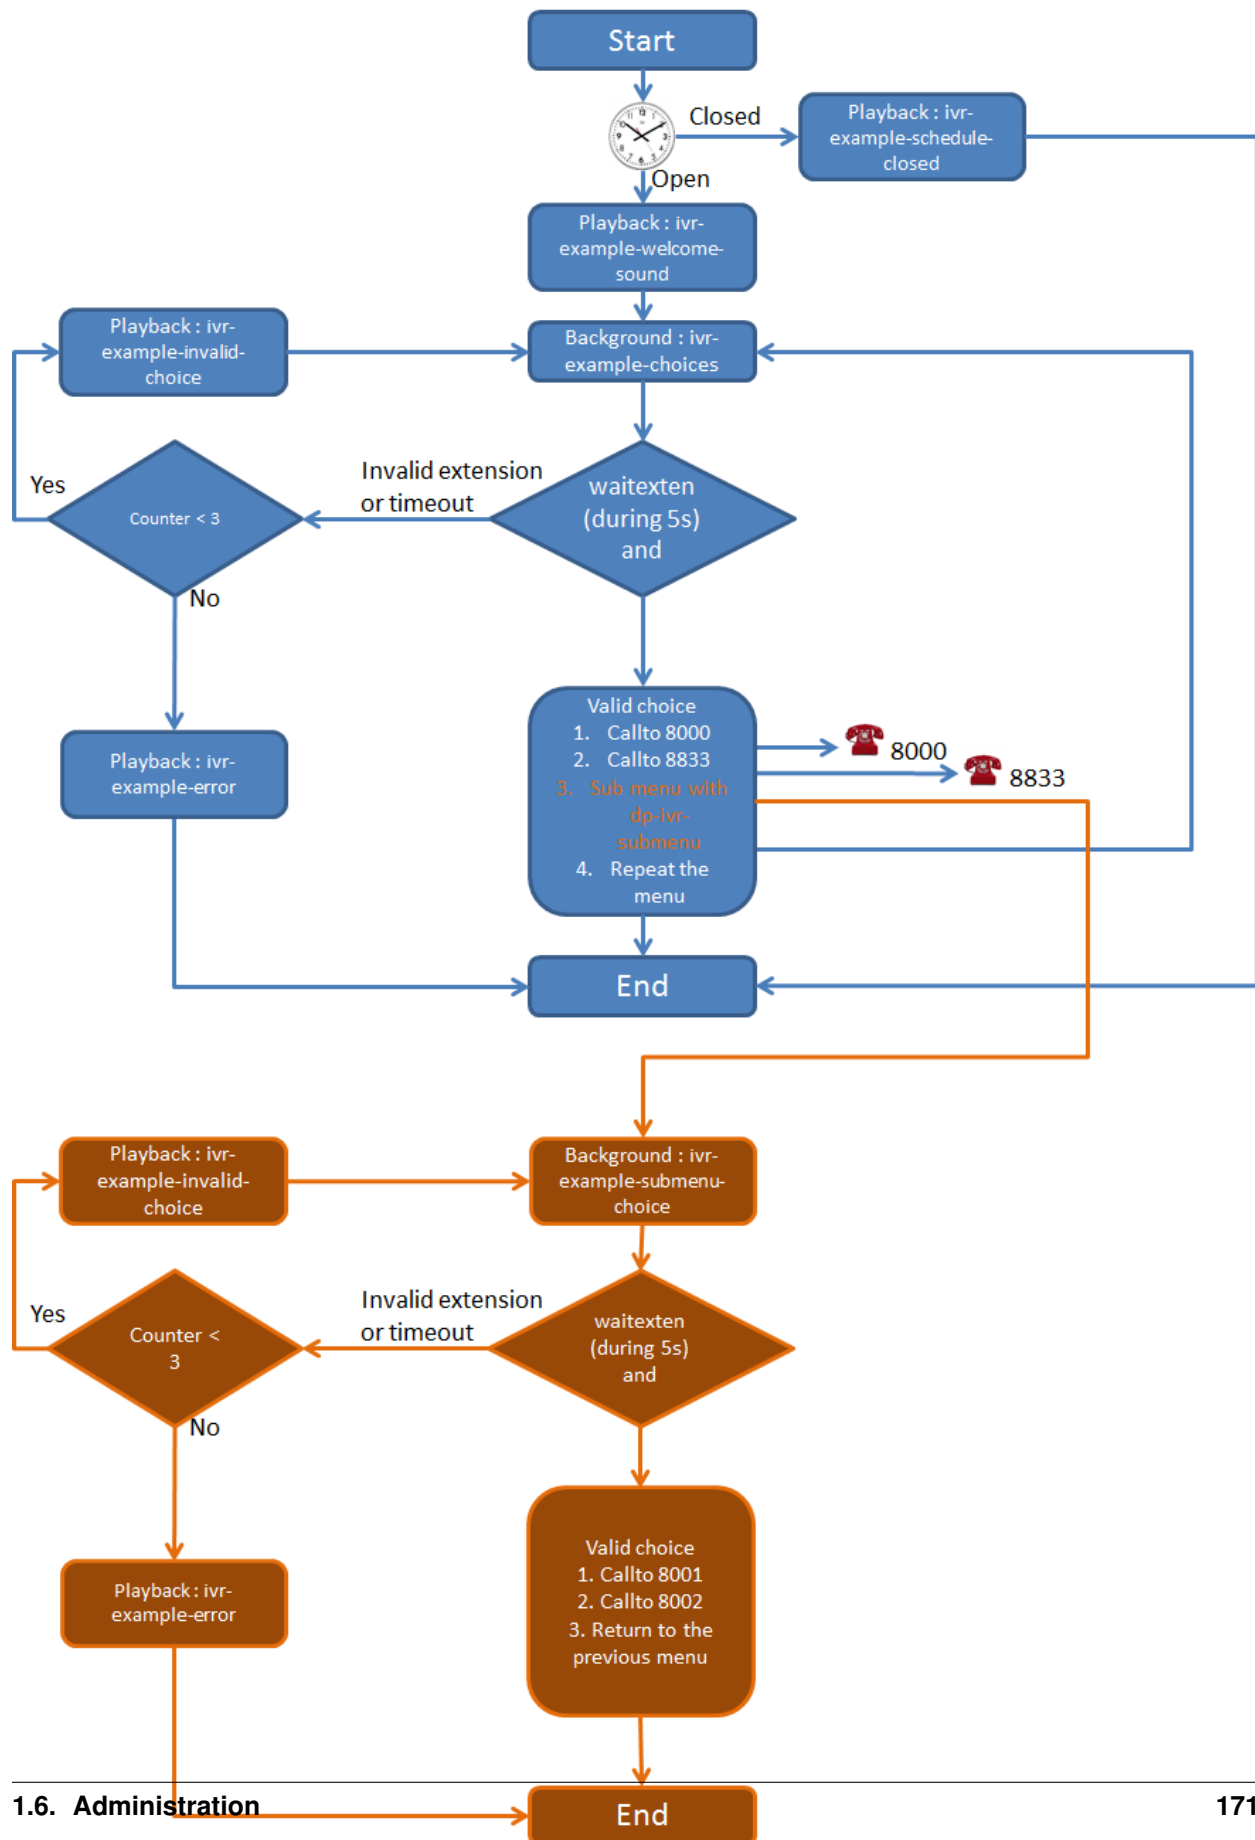 Start
Closed
Playback : ivr-
example-schedule-
closed
Open
Playback : ivr-
example-welcome-
sound
Playback : ivr-
example-invalid-
choice
Background : ivr-
example-choices
Yes
Counter < 3
Invalid extension
or timeout
waitexten
(during 5s)
and
No
Valid choice
1. Callto 8000
2. Callto 8833
3. Sub menu with
dp-ivr-
submenu
4. Repeat the
menu
8000
8833
Playback : ivr-
example-error
End
Playback : ivr-
example-invalid-
choice
Background : ivr-
example-submenu-
choice
Yes
Counter <
3
Invalid extension
or timeout
waitexten
(during 5s)
and
No
Playback : ivr-
example-error
Valid choice
1. Callto 8001
2. Callto 8002
3. Return to the
previous menu
End
1.6. Administration
171